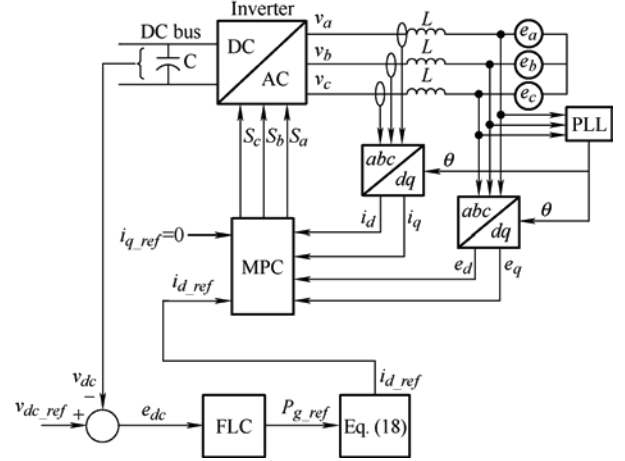 Inverter
DC bus
C
DC
AC
v_a
L
e_a
v_b
L
e_b
v_c
L
e_c
PLL
S_c S_b S_a
abc
dq
θ
abc
dq
θ
i_d
i_q
i_q_ref=0
MPC
e_d
e_q
i_d_ref
v_dc
−
i_d_ref
v_dc_ref
+
e_dc
FLC
P_g_ref
Eq. (18)